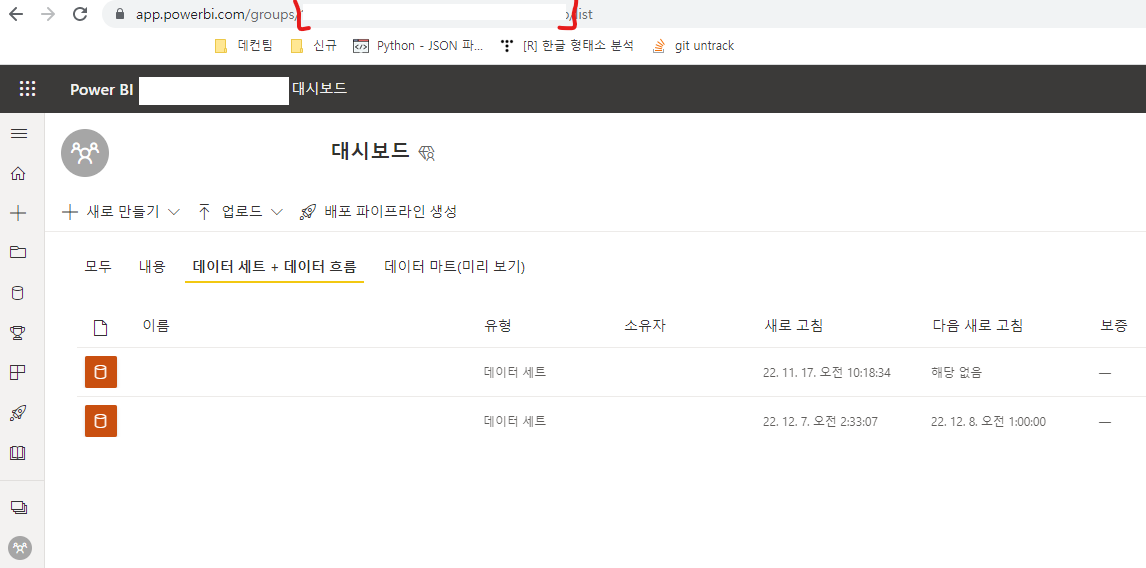 app.powerbi.com/groups/ list
데컨팀 신규 Python - JSON 파... [R] 한글 형태소 분석 git untrack
Power BI 대시보드
대시보드
새로 만들기 업로드 배포 파이프라인 생성
모두 내용 데이터 세트 + 데이터 흐름 데이터 마트(미리 보기)
이름 유형 소유자 새로 고침 다음 새로 고침 보증
데이터 세트 22. 11. 17. 오전 10:18:34 해당 없음 —
데이터 세트 22. 12. 7. 오전 2:33:07 22. 12. 8. 오전 1:00:00 —